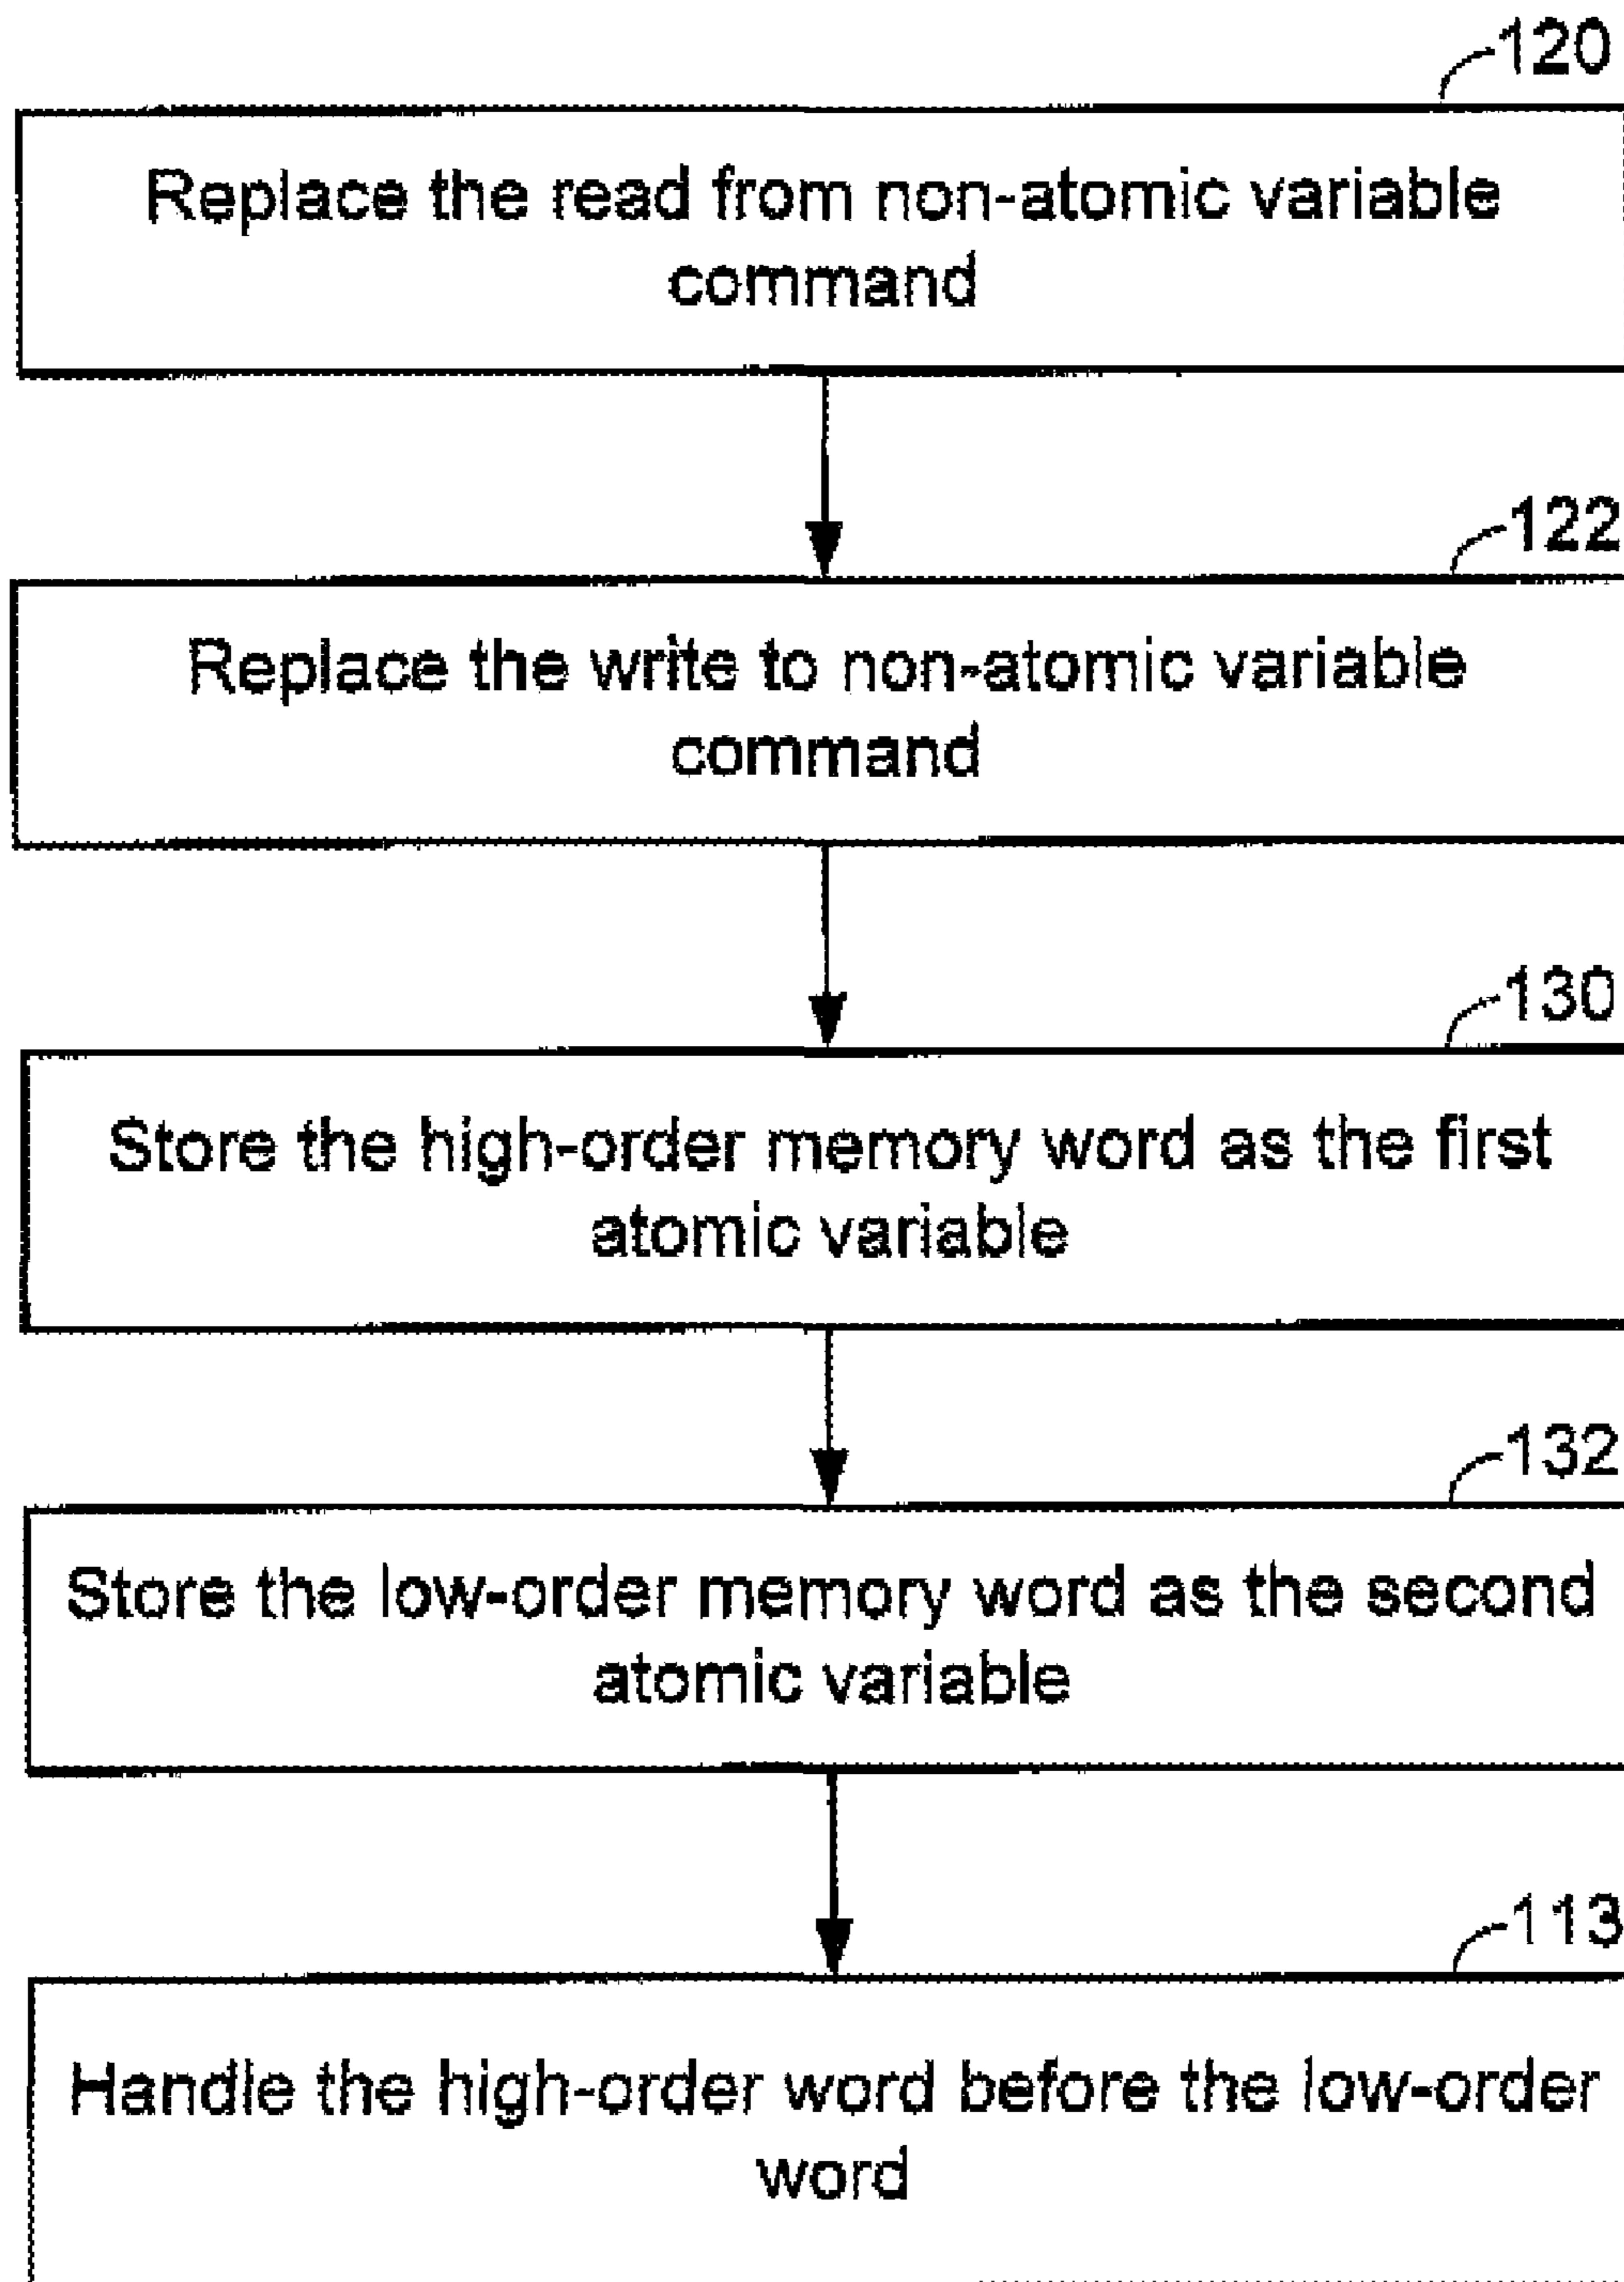 120
Replace the read from non-atomic variable
command
122
Replace the write to non-atomic variable
command
130
Store the high-order memory word as the first
atomic variable
132
Store the low-order memory word as the second
atomic variable
113
Handle the high-order word before the low-order
word